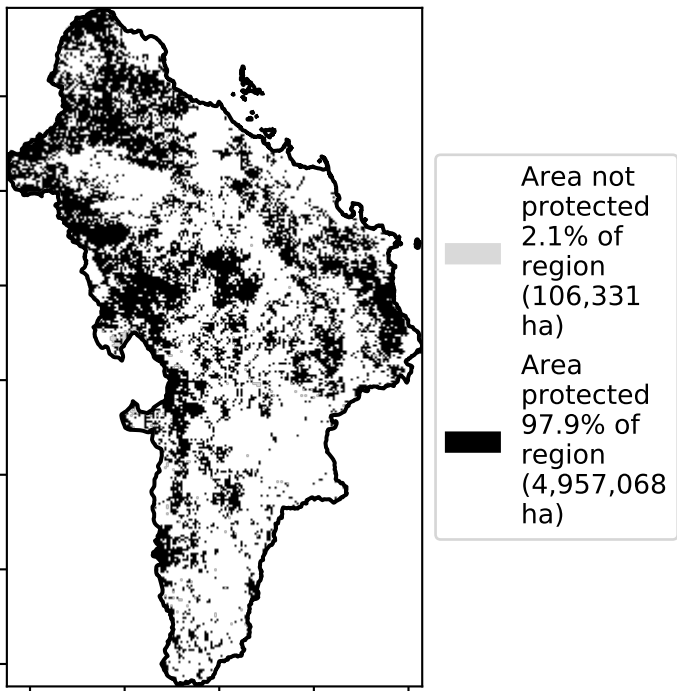 Area not
protected
2.1% of
region
(106,331
ha)
Area
protected
97.9% of
region
(4,957,068
ha)